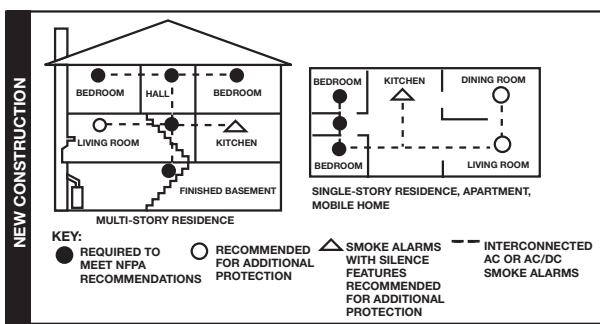 NEW CONSTRUCTION
BEDROOM
HALL
BEDROOM
LIVING ROOM
KITCHEN
FINISHED BASEMENT
MULTI-STORY RESIDENCE
BEDROOM
KITCHEN
DINING ROOM
BEDROOM
LIVING ROOM
SINGLE-STORY RESIDENCE, APARTMENT,
MOBILE HOME
KEY:
REQUIRED TO
MEET NFPA
RECOMMENDATIONS
RECOMMENDED
FOR ADDITIONAL
PROTECTION
SMOKE ALARMS
WITH SILENCE
FEATURES
RECOMMENDED
FOR ADDITIONAL
PROTECTION
INTERCONNECTED
AC OR AC/DC
SMOKE ALARMS